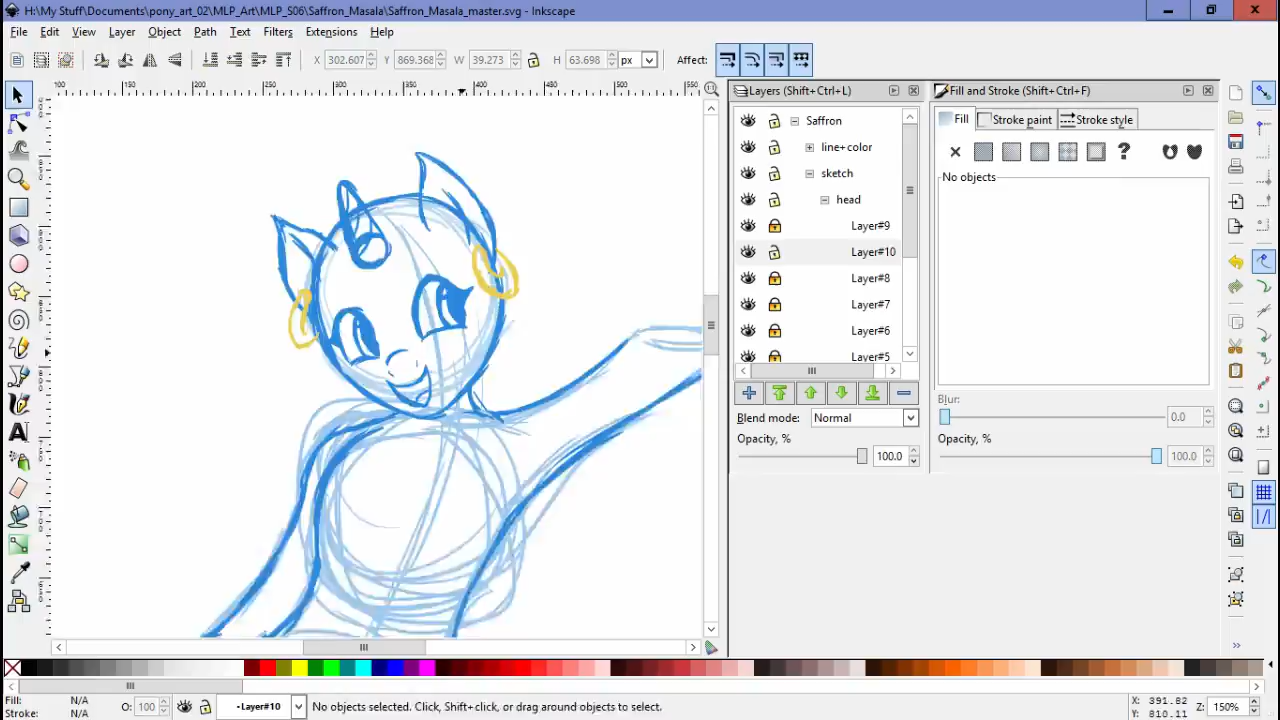 H:\My Stuff\Documents\pony_art_02\MLP_Art\MLP_S06\Saffron_Masala\Saffron_Masala_master.svg - Inkscape
File Edit View Layer Object Path Text Filters Extensions Help
X 302.607 Y 869.368 W 39.273 H 63.698 px Affect:
Layers (Shift+Ctrl+L)
Fill and Stroke (Shift+Ctrl+F)
Saffron
line+color
sketch
head
Layer#9
Layer#10
Layer#8
Layer#7
Layer#6
Layer#5
Blend mode: Normal
Opacity, %
100.0
Fill Stroke paint Stroke style
?
No objects
Blur:
0.0
Opacity, %
100.0
Fill: N/A
Stroke: N/A
O: 100
-Layer#10
No objects selected. Click, Shift+click, or drag around objects to select.
X: 391.82
Y: 810.11
Z: 150%